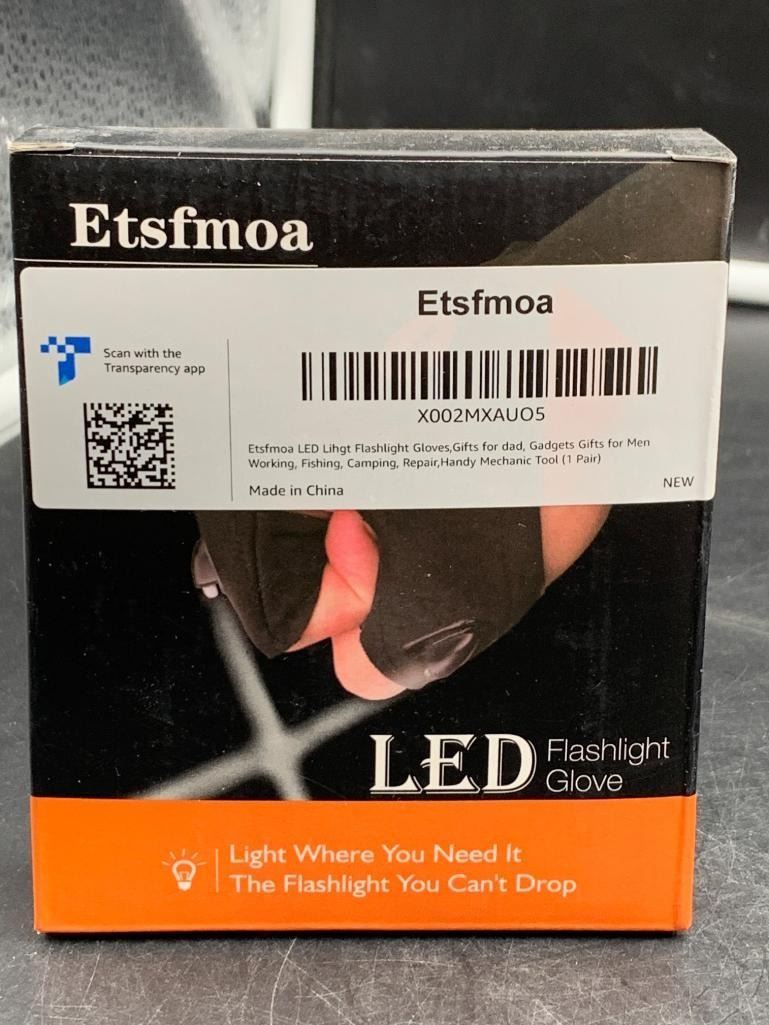 Etsfmoa
Etsfmoa
Scan with the
Transparency app
X002MXAUO5
Etsfmoa LED Lihgt Flashlight Gloves,Gifts for dad, Gadgets Gifts for Men
Working, Fishing, Camping, Repair,Handy Mechanic Tool (1 Pair)
Made in China
NEW
LED Flashlight
Glove
Light Where You Need It
The Flashlight You Can't Drop